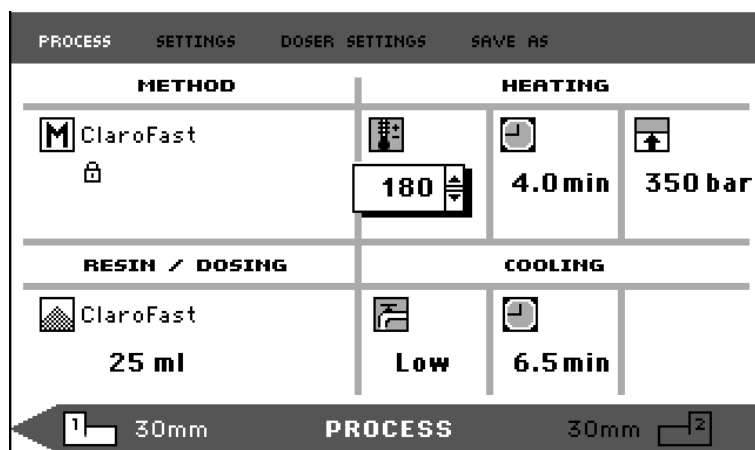 PROCESS SETTINGS DOSER SETTINGS SAVE AS
METHOD HEATING
M ClaroFast
180 4.0 min 350 bar
RESIN / DOSING COOLING
ClaroFast
25 ml Low 6.5 min
1 30mm PROCESS 30mm 2